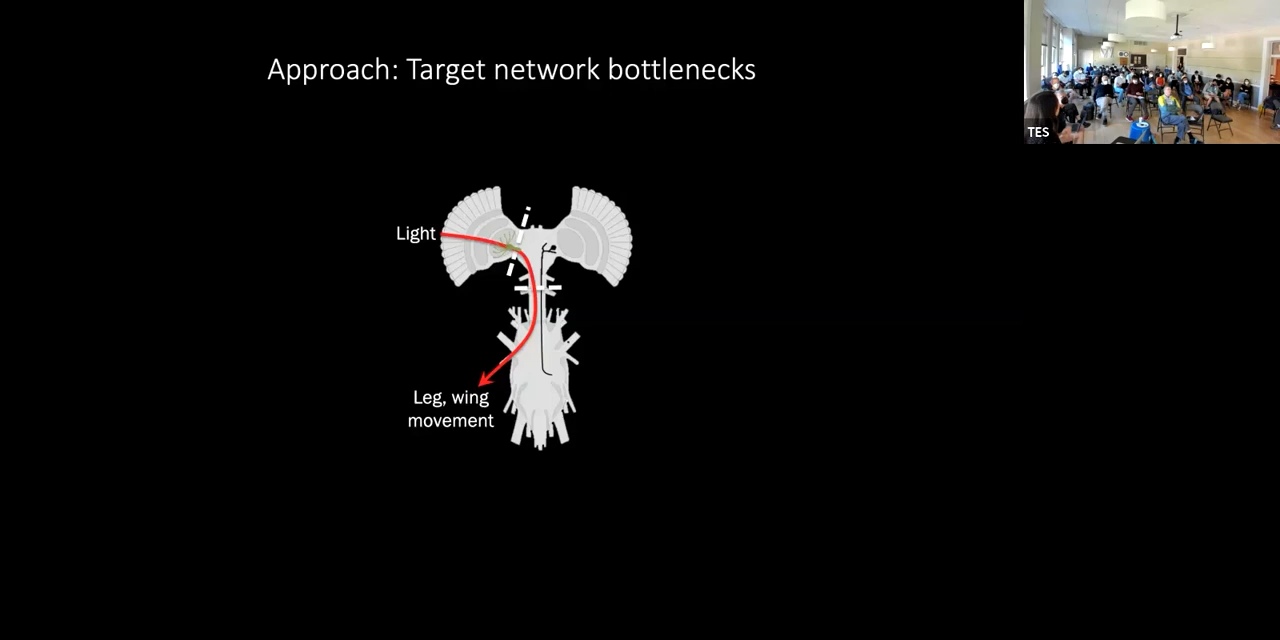 Approach: Target network bottlenecks
TES
Light
Leg, wing
movement